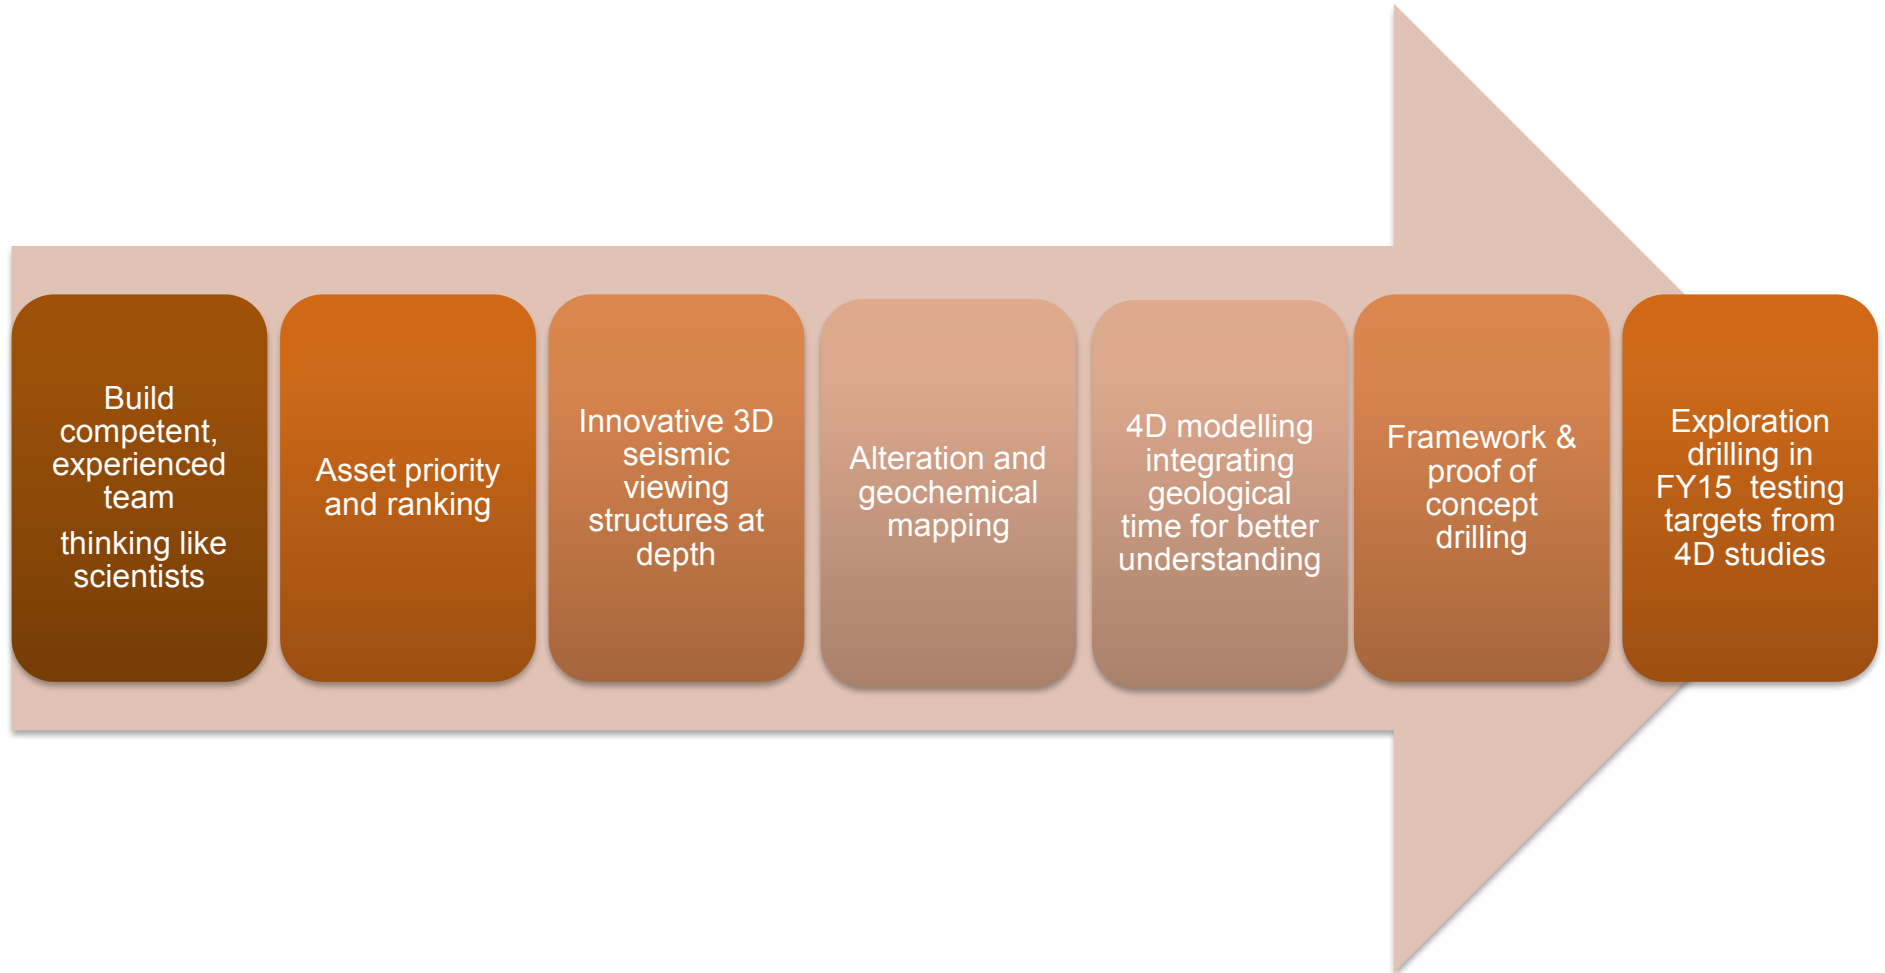 Build
competent,
experienced
team
thinking like
scientists
Asset priority
and ranking
Innovative 3D
seismic
viewing
structures at
depth
Alteration and
geochemical
mapping
4D modelling
integrating
geological
time for better
understanding
Framework &
proof of
concept
drilling
Exploration
drilling in
FY15  testing
targets from
4D studies